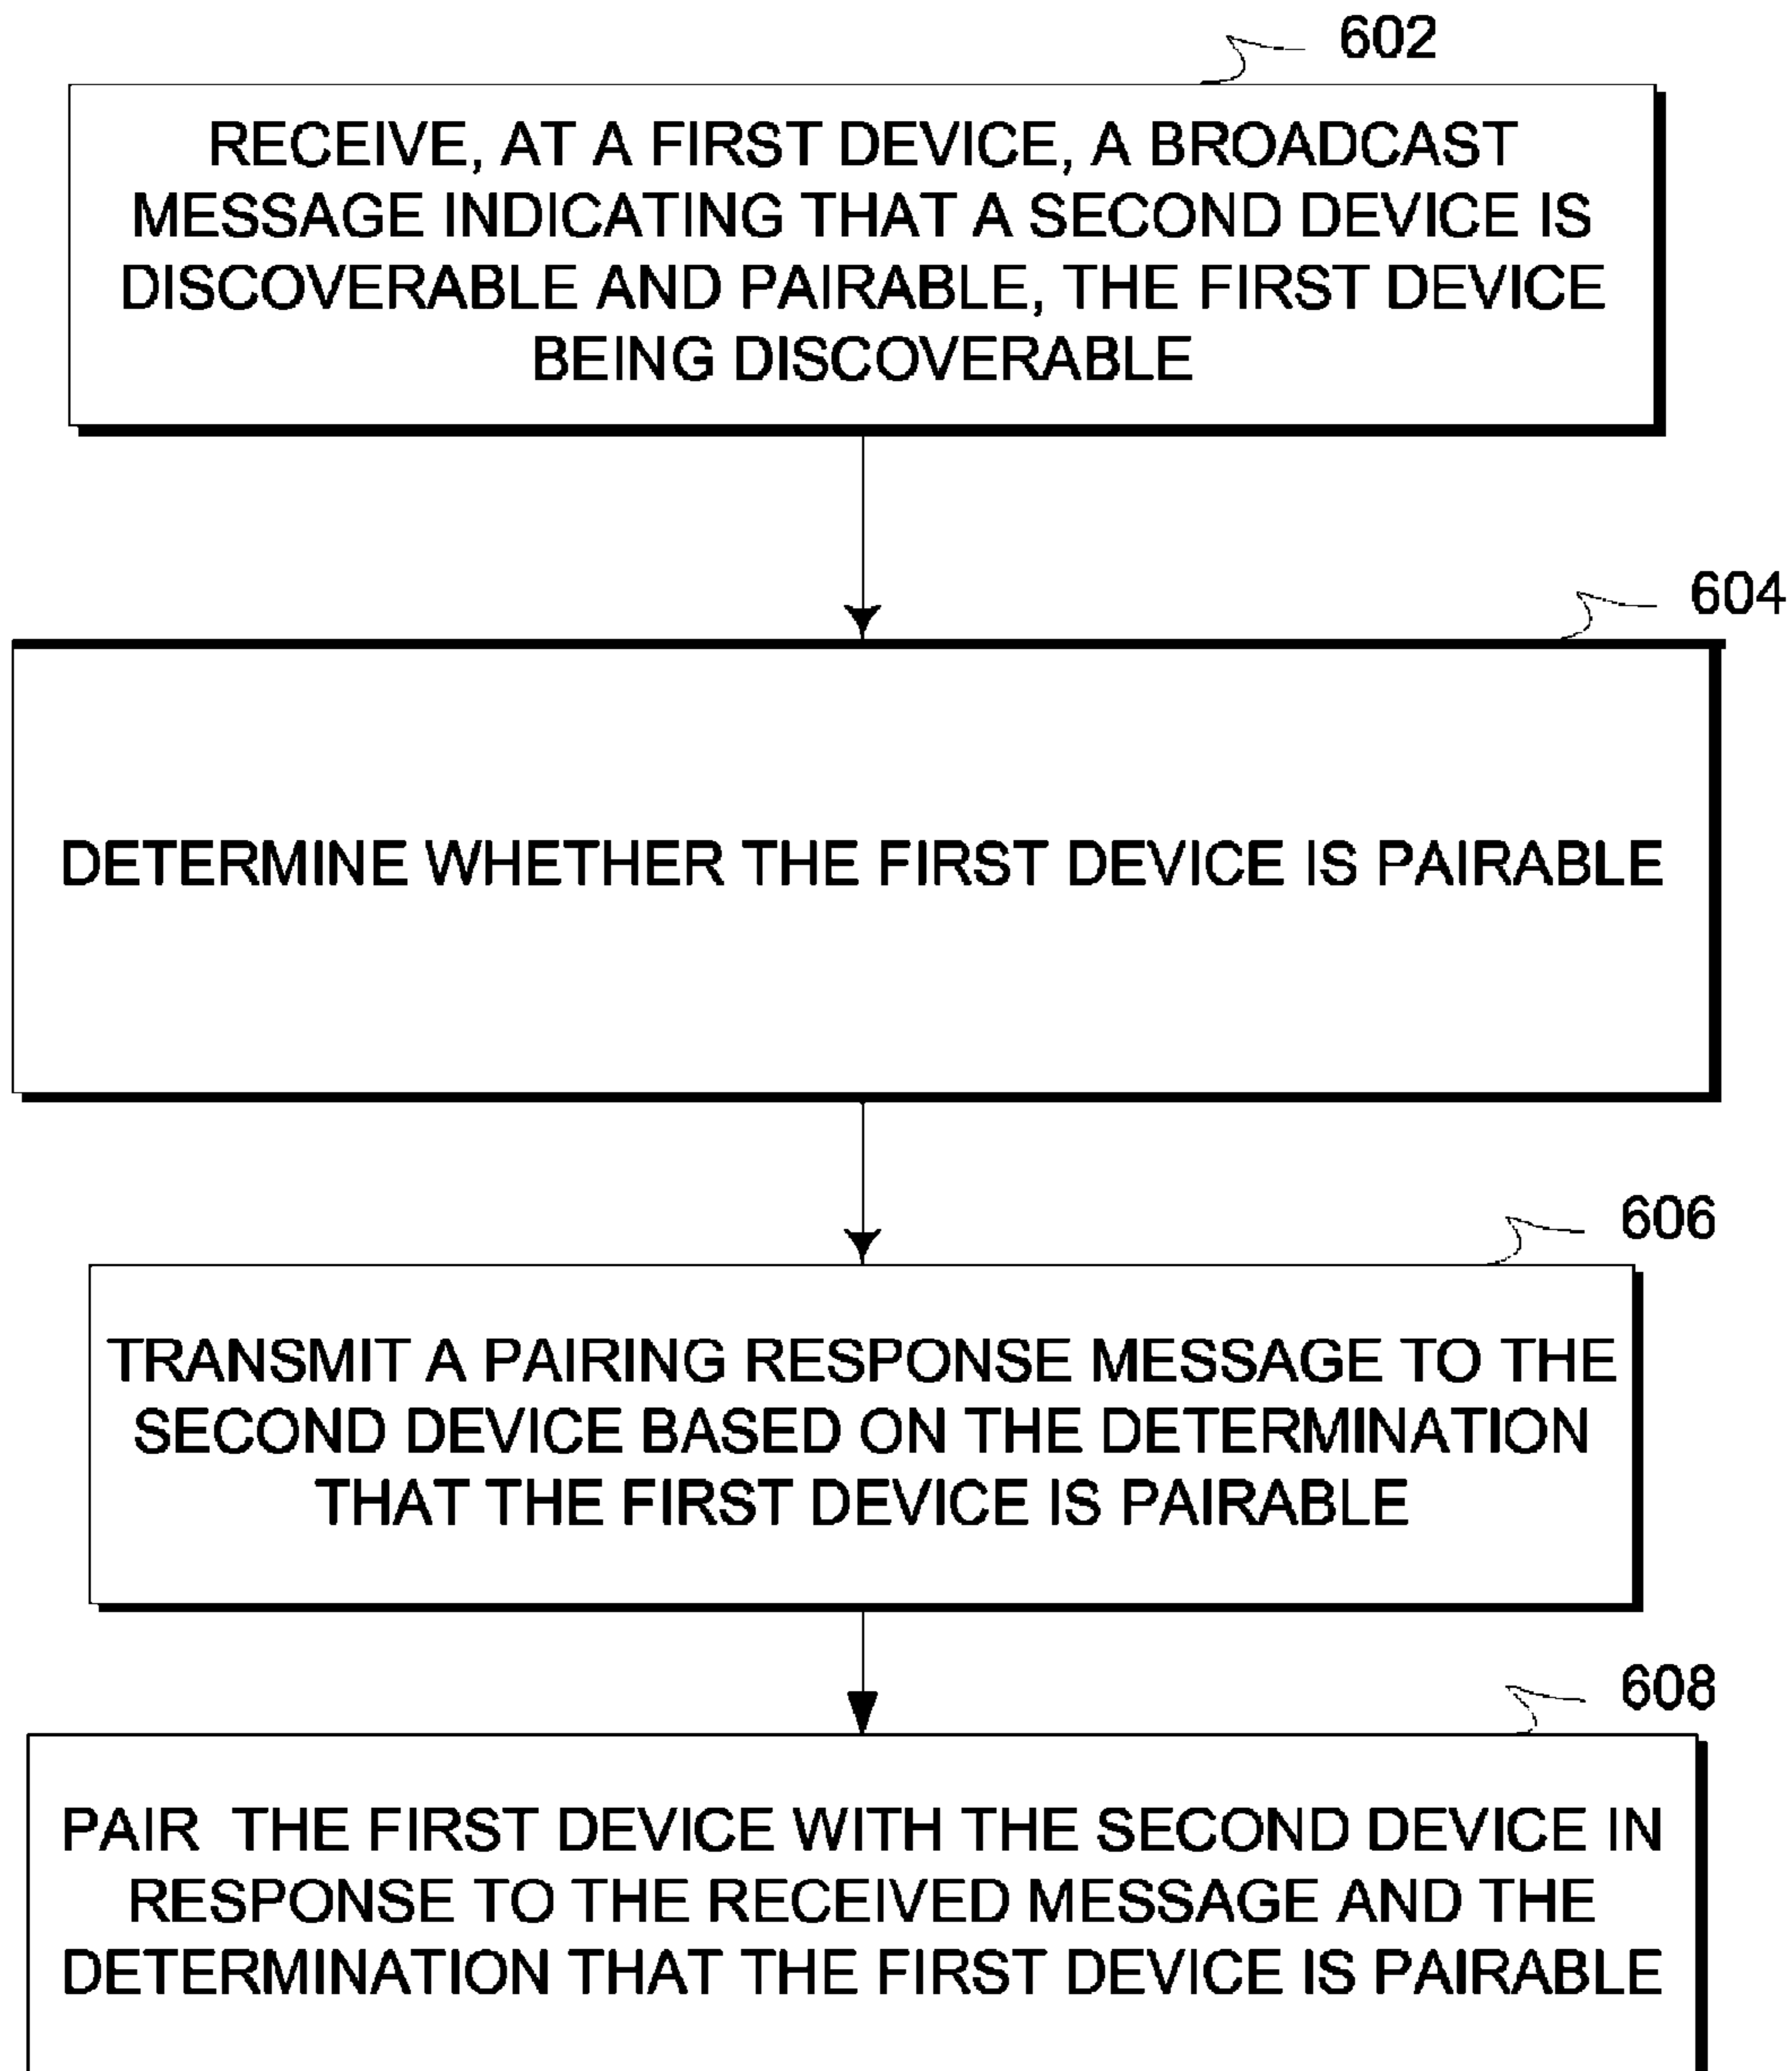 602
RECEIVE, AT A FIRST DEVICE, A BROADCAST
MESSAGE INDICATING THAT A SECOND DEVICE IS
DISCOVERABLE AND PAIRABLE, THE FIRST DEVICE
BEING DISCOVERABLE
604
DETERMINE WHETHER THE FIRST DEVICE IS PAIRABLE
606
TRANSMIT A PAIRING RESPONSE MESSAGE TO THE
SECOND DEVICE BASED ON THE DETERMINATION
THAT THE FIRST DEVICE IS PAIRABLE
608
PAIR THE FIRST DEVICE WITH THE SECOND DEVICE IN
RESPONSE TO THE RECEIVED MESSAGE AND THE
DETERMINATION THAT THE FIRST DEVICE IS PAIRABLE